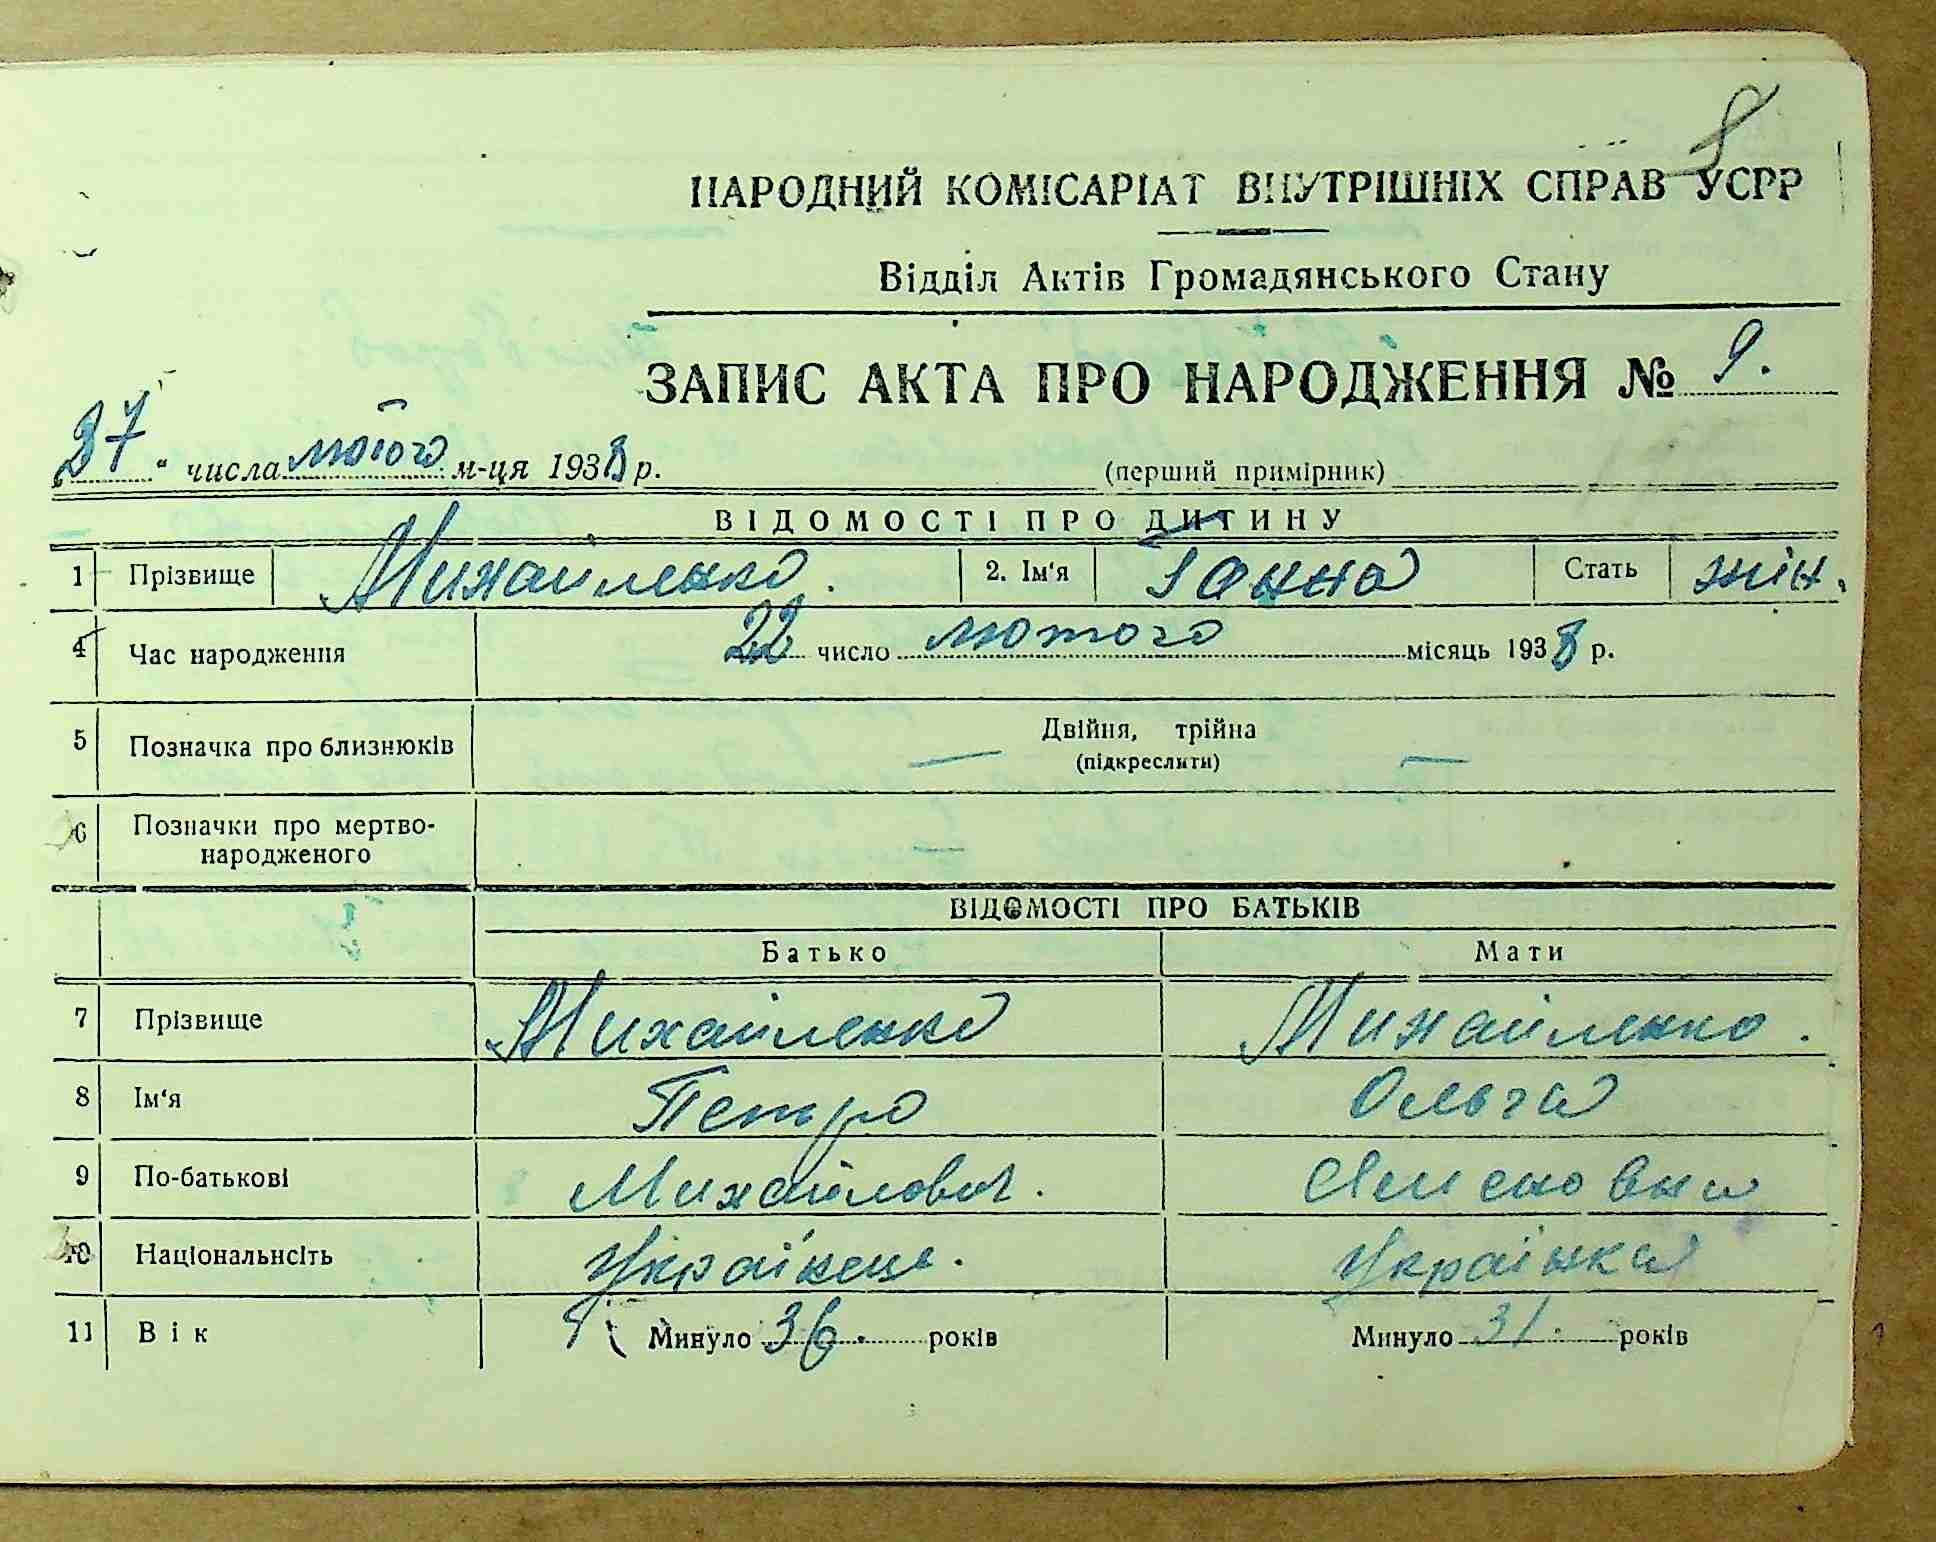 8
НАРОДНИЙ КОМІСАРІАТ ВНУТРІШНІХ СПРАВ УСРР
Відділ Актів Громадянського Стану
ЗАПИС АКТА ПРО НАРОДЖЕННЯ № 9.
27 " числа лютого м-ця 1938 р. (перший примірник)
ВІДОМОСТІ ПРО ДИТИНУ
1 Прізвище Михайленко. 2. Ім'я Ганна Стать жін.
4 Час народження 22 число лютого місяць 1938 р.
5 Позначка про близнюків — Двійня, трійна —
(підкреслити)
6 Позначки про мертво-
народженого —
ВІДОМОСТІ ПРО БАТЬКІВ
Батько Мати
7 Прізвище Михайленко Михайленко.
8 Ім'я Петро Ольга
9 По-батькові Михайлович.
10 Національнсіть Українець. Українка
11 Вік Минуло 36. років Минуло 31. років